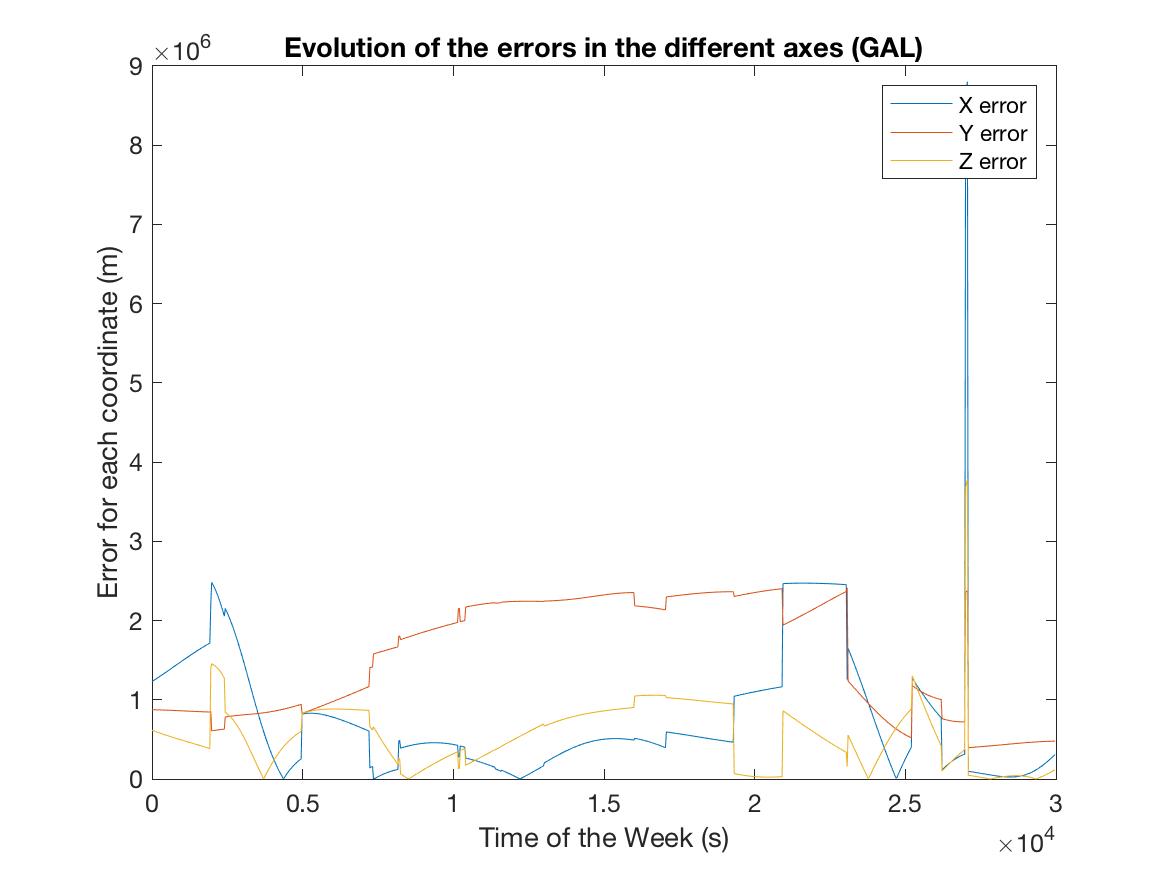 ×10^6
Evolution of the errors in the different axes (GAL)
9
8
7
6
5
4
3
2
1
0
Error for each coordinate (m)
X error
Y error
Z error
0 0.5 1 1.5 2 2.5 3
Time of the Week (s)
×10^4